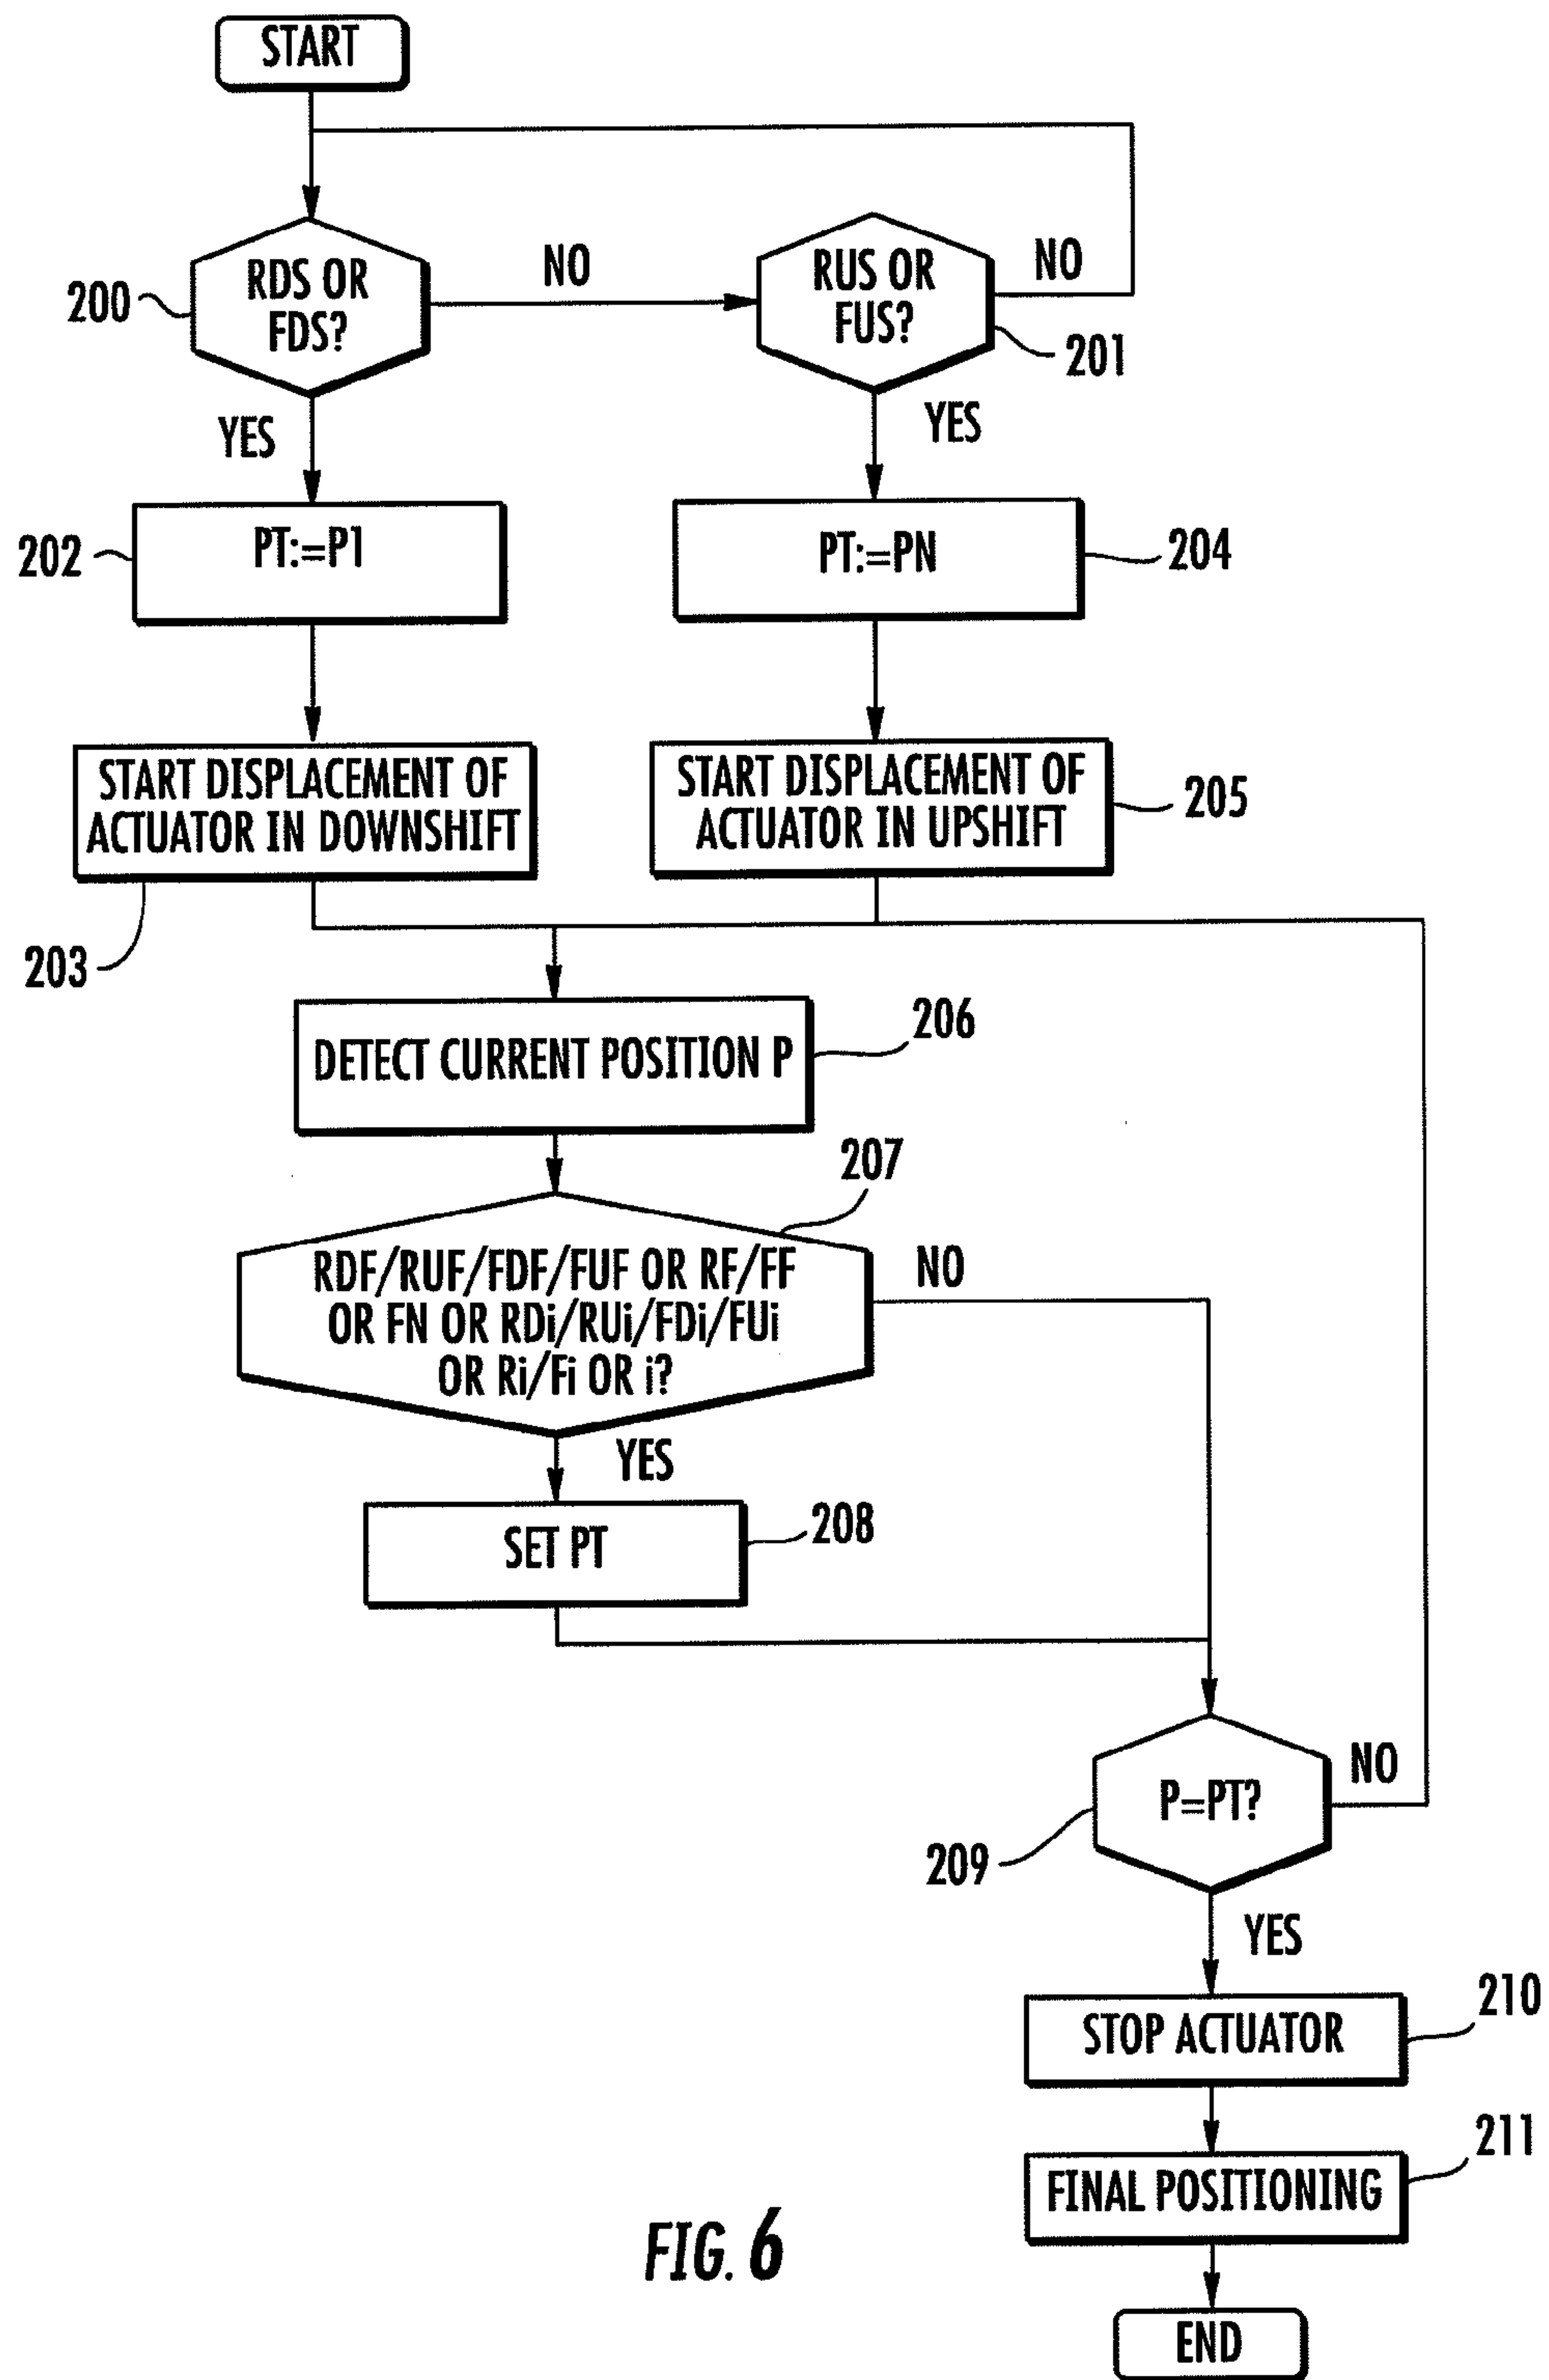 START
RDS OR
FDS?
200
NO
RUS OR
FUS?
NO
201
YES
YES
PT:=P1
202
PT:=PN
204
START DISPLACEMENT OF
ACTUATOR IN DOWNSHIFT
203
START DISPLACEMENT OF
ACTUATOR IN UPSHIFT
205
DETECT CURRENT POSITION P
206
207
RDF/RUF/FDF/FUF OR RF/FF
OR FN OR RDi/RUi/FDi/FUi
OR Ri/Fi OR i?
NO
YES
SET PT
208
P=PT?
NO
209
YES
STOP ACTUATOR
210
FINAL POSITIONING
211
END
FIG. 6